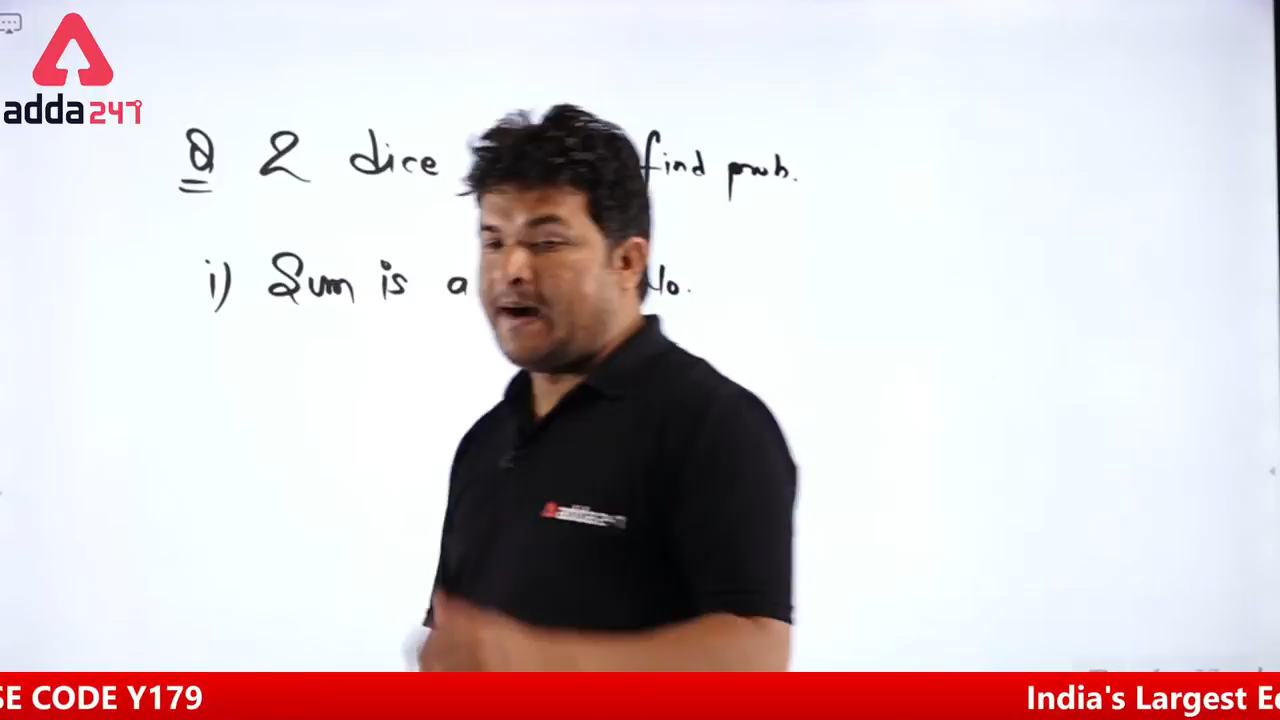 adda247
Q 2 dice find prob.
i) Sum is a No.
SE CODE Y179
India's Largest Ed